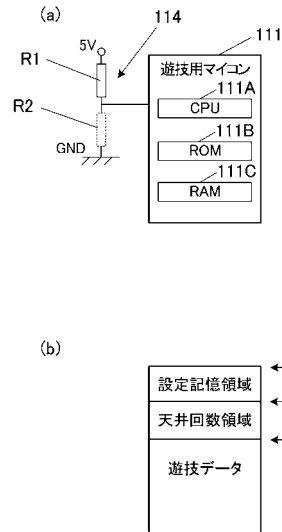 (a)
5V
114
111
R1
R2
GND
遊技用マイコン
111A
CPU
111B
ROM
111C
RAM
(b)
設定記憶領域
天井回数領域
遊技データ